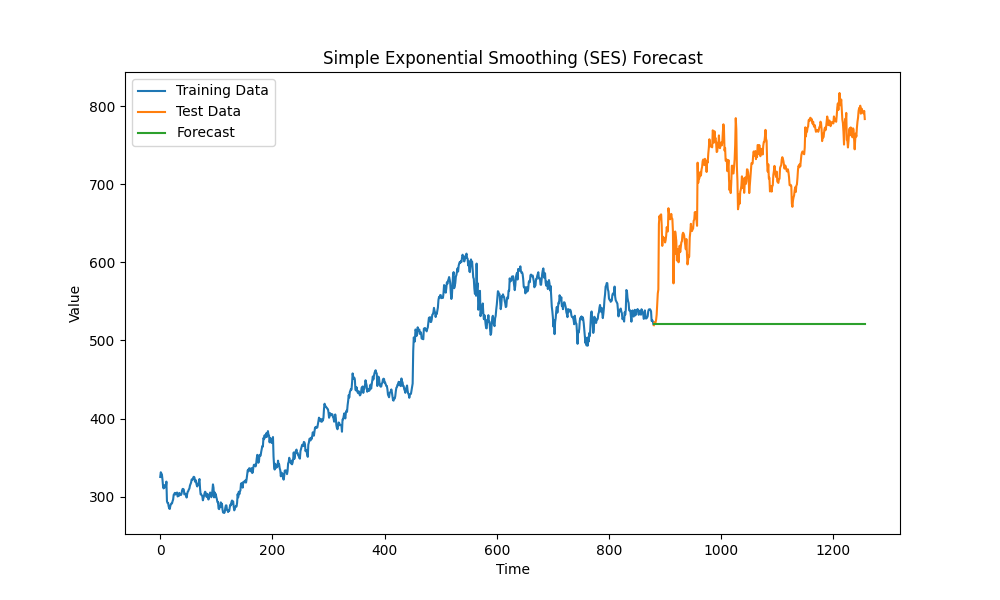 Simple Exponential Smoothing (SES) Forecast
Training Data
Test Data
Forecast
Value
800
700
600
500
400
300
0 200 400 600 800 1000 1200
Time